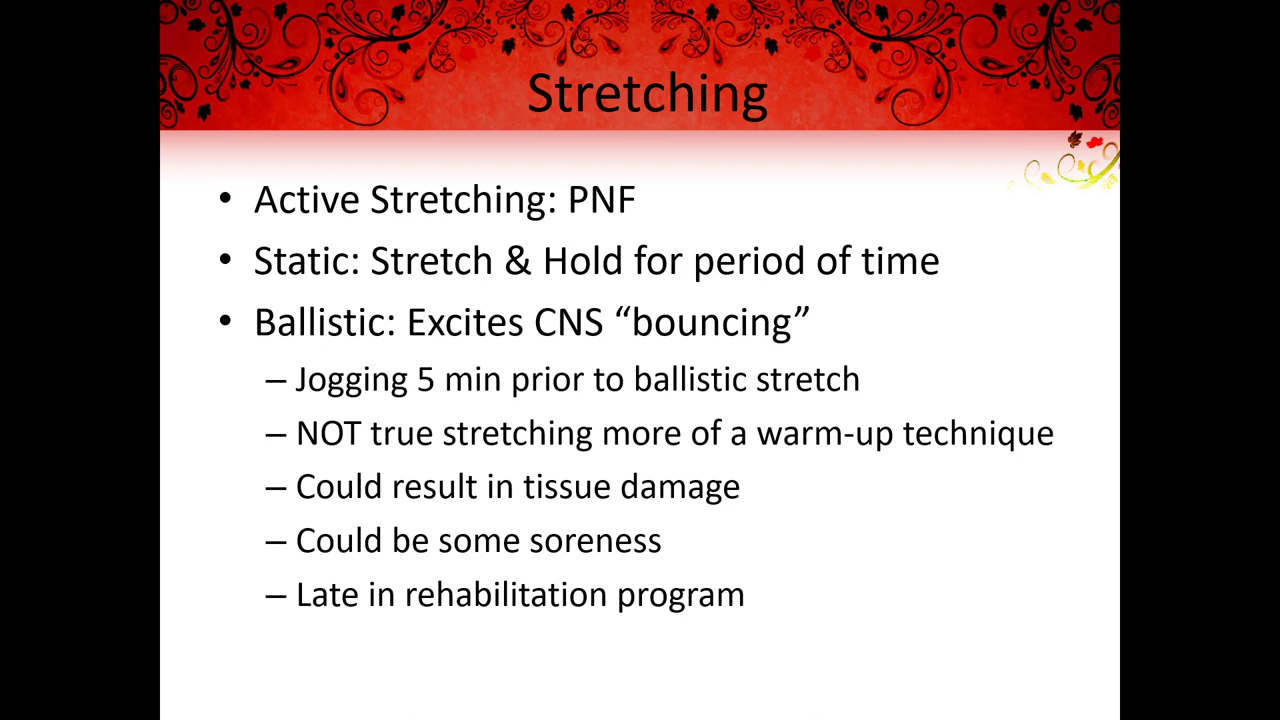 Stretching
• Active Stretching: PNF
• Static: Stretch & Hold for period of time
• Ballistic: Excites CNS “bouncing”
– Jogging 5 min prior to ballistic stretch
– NOT true stretching more of a warm-up technique
– Could result in tissue damage
– Could be some soreness
– Late in rehabilitation program